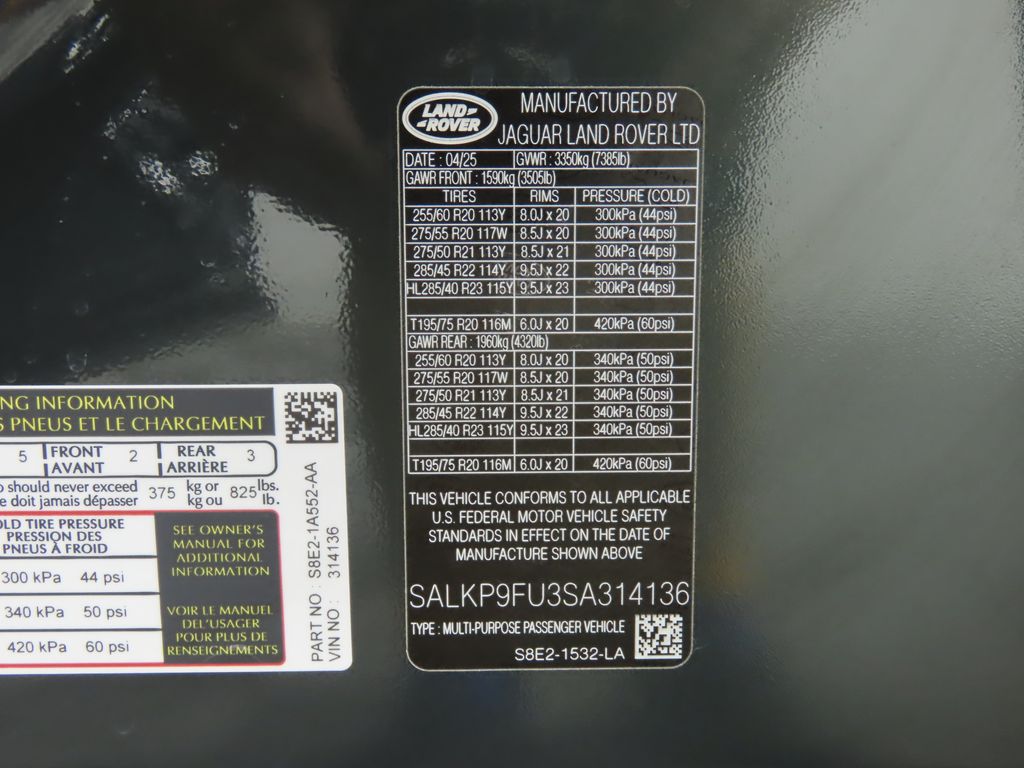 LAND-
-ROVER
MANUFACTURED BY
JAGUAR LAND ROVER LTD
DATE : 04/25 GVWR : 3350kg (7385lb)
GAWR FRONT : 1590kg (3505lb)
TIRES RIMS PRESSURE (COLD)
255/60 R20 113Y 8.0J x 20 300kPa (44psi)
275/55 R20 117W 8.5J x 20 300kPa (44psi)
275/50 R21 113Y 8.5J x 21 300kPa (44psi)
285/45 R22 114Y 9.5J x 22 300kPa (44psi)
HL285/40 R23 115Y 9.5J x 23 300kPa (44psi)
T195/75 R20 116M 6.0J x 20 420kPa (60psi)
GAWR REAR : 1960kg (4320lb)
255/60 R20 113Y 8.0J x 20 340kPa (50psi)
275/55 R20 117W 8.5J x 20 340kPa (50psi)
275/50 R21 113Y 8.5J x 21 340kPa (50psi)
285/45 R22 114Y 9.5J x 22 340kPa (50psi)
HL285/40 R23 115Y 9.5J x 23 340kPa (50psi)
T195/75 R20 116M 6.0J x 20 420kPa (60psi)
THIS VEHICLE CONFORMS TO ALL APPLICABLE
U.S. FEDERAL MOTOR VEHICLE SAFETY
STANDARDS IN EFFECT ON THE DATE OF
MANUFACTURE SHOWN ABOVE
SALKP9FU3SA314136
TYPE : MULTI-PURPOSE PASSENGER VEHICLE
S8E2-1532-LA
NG INFORMATION
S PNEUS ET LE CHARGEMENT
5 FRONT 2 REAR 3
AVANT ARRIÈRE
o should never exceed 375 kg or 825 lbs.
e doit jamais dépasser kg ou lb.
OLD TIRE PRESSURE
PRESSION DES
PNEUS À FROID
300 kPa 44 psi
340 kPa 50 psi
420 kPa 60 psi
SEE OWNER'S
MANUAL FOR
ADDITIONAL
INFORMATION
VOIR LE MANUEL
DEL'USAGER
POUR PLUS DE
RENSEIGNEMENTS
PART NO : S8E2-1A552-AA
VIN NO : 314136